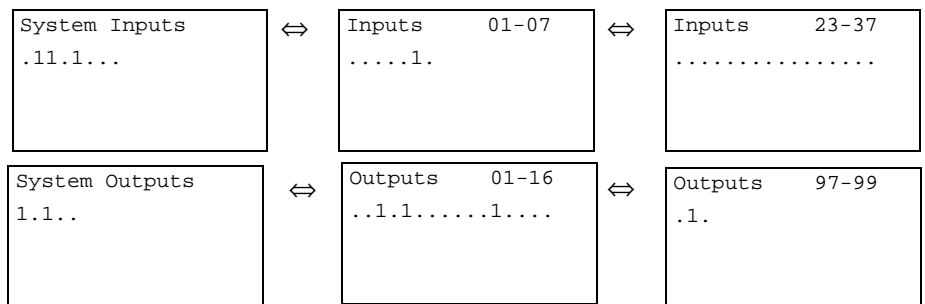 System Inputs ⇔ Inputs 01-07 ⇔ Inputs 23-37
.11.1... .....1. ................
System Outputs ⇔ Outputs 01-16 ⇔ Outputs 97-99
1.1.. ..1.1......1.... .1.